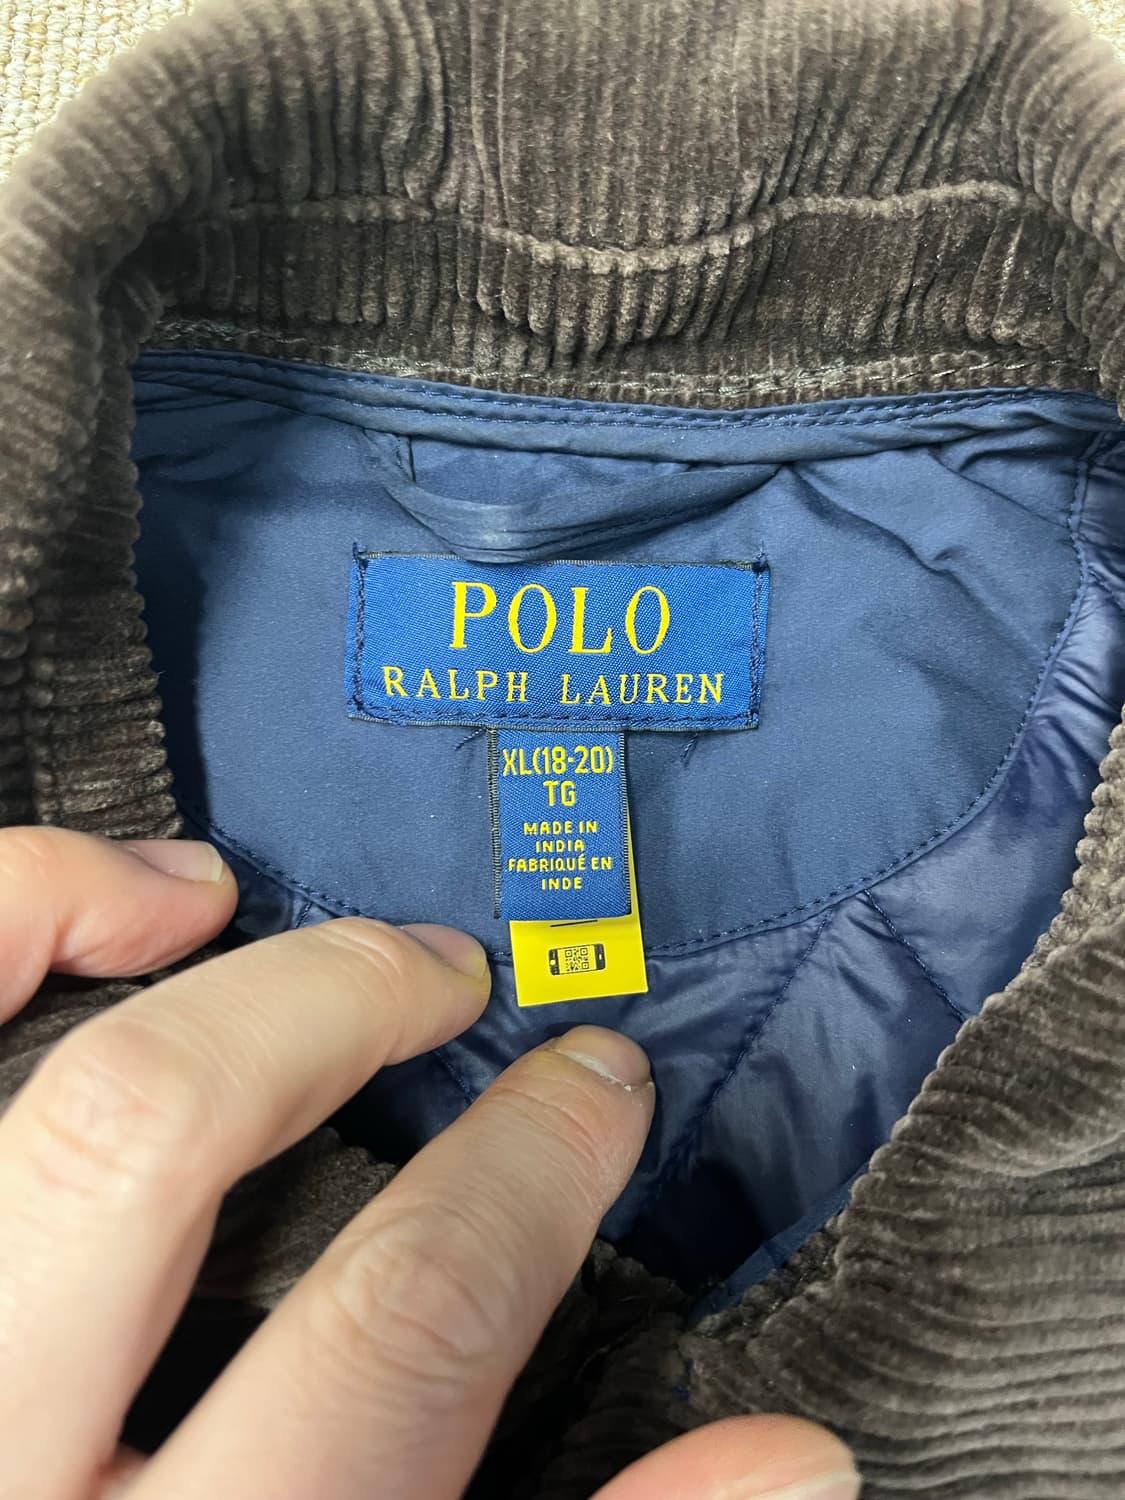 POLO
RALPH LAUREN
XL(18-20)
TG
MADE IN
INDIA
FABRIQUÉ EN
INDE